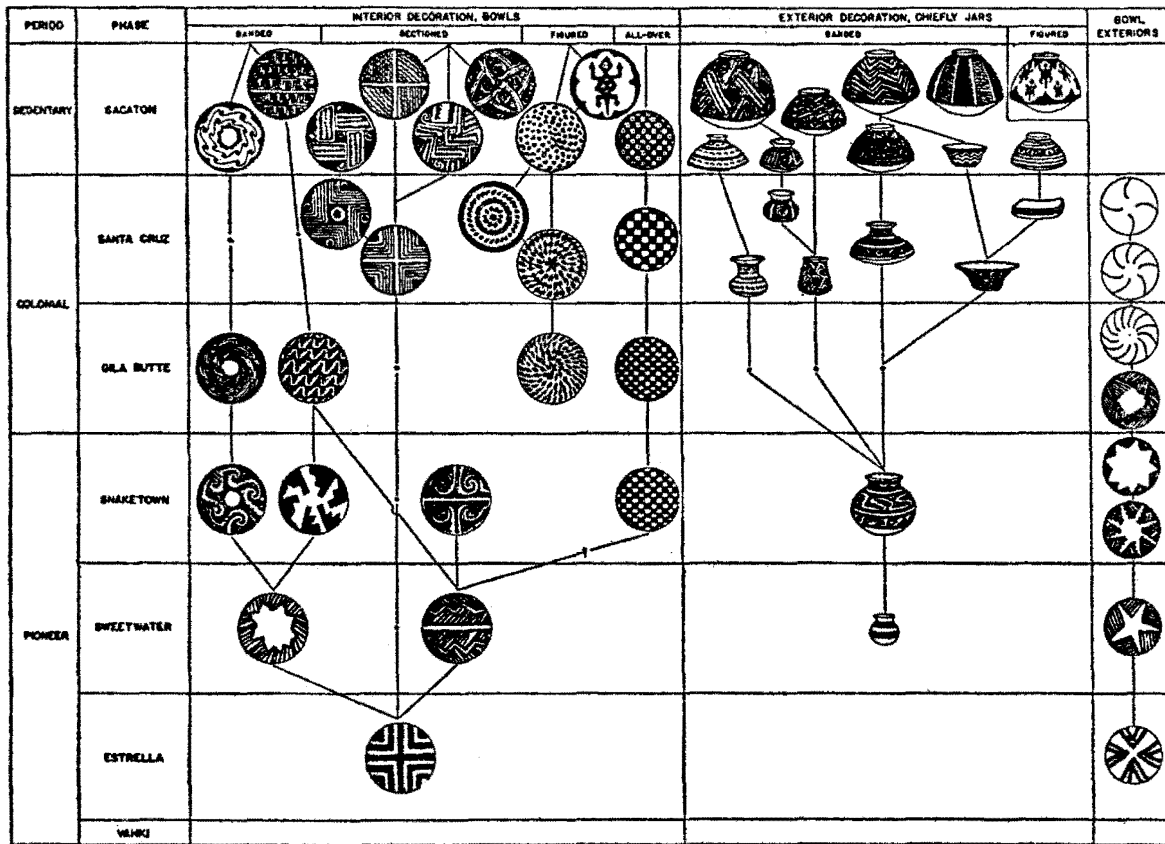 PERIOD
PHASE
INTERIOR DECORATION, BOWLS
EXTERIOR DECORATION, CHIEFLY JARS
BOWL
EXTERIORS
BANDED
SECTIONED
FIGURED
ALL-OVER
BANDED
FIGURED
SEDENTARY
SACATON
COLONIAL
SANTA CRUZ
GILA BUTTE
PIONEER
SNAKETOWN
SWEETWATER
ESTRELLA
VAHKI